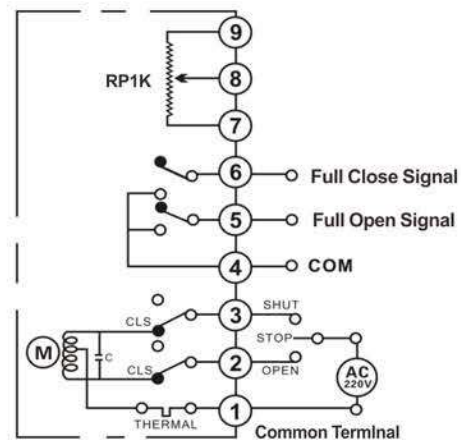 9
RP1K
8
7
6 Full Close Signal
5 Full Open Signal
4 COM
CLS 3 SHUT
STOP
M C
AC
220V
CLS 2 OPEN
1
THERMAL Common Terminal